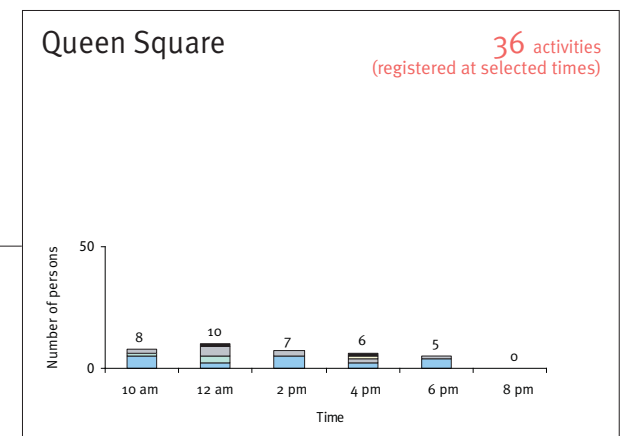 Queen Square
36 activities
(registered at selected times)
Number of persons
50
0
8
10
7
6
5
0
10 am
12 am
2 pm
4 pm
6 pm
8 pm
Time